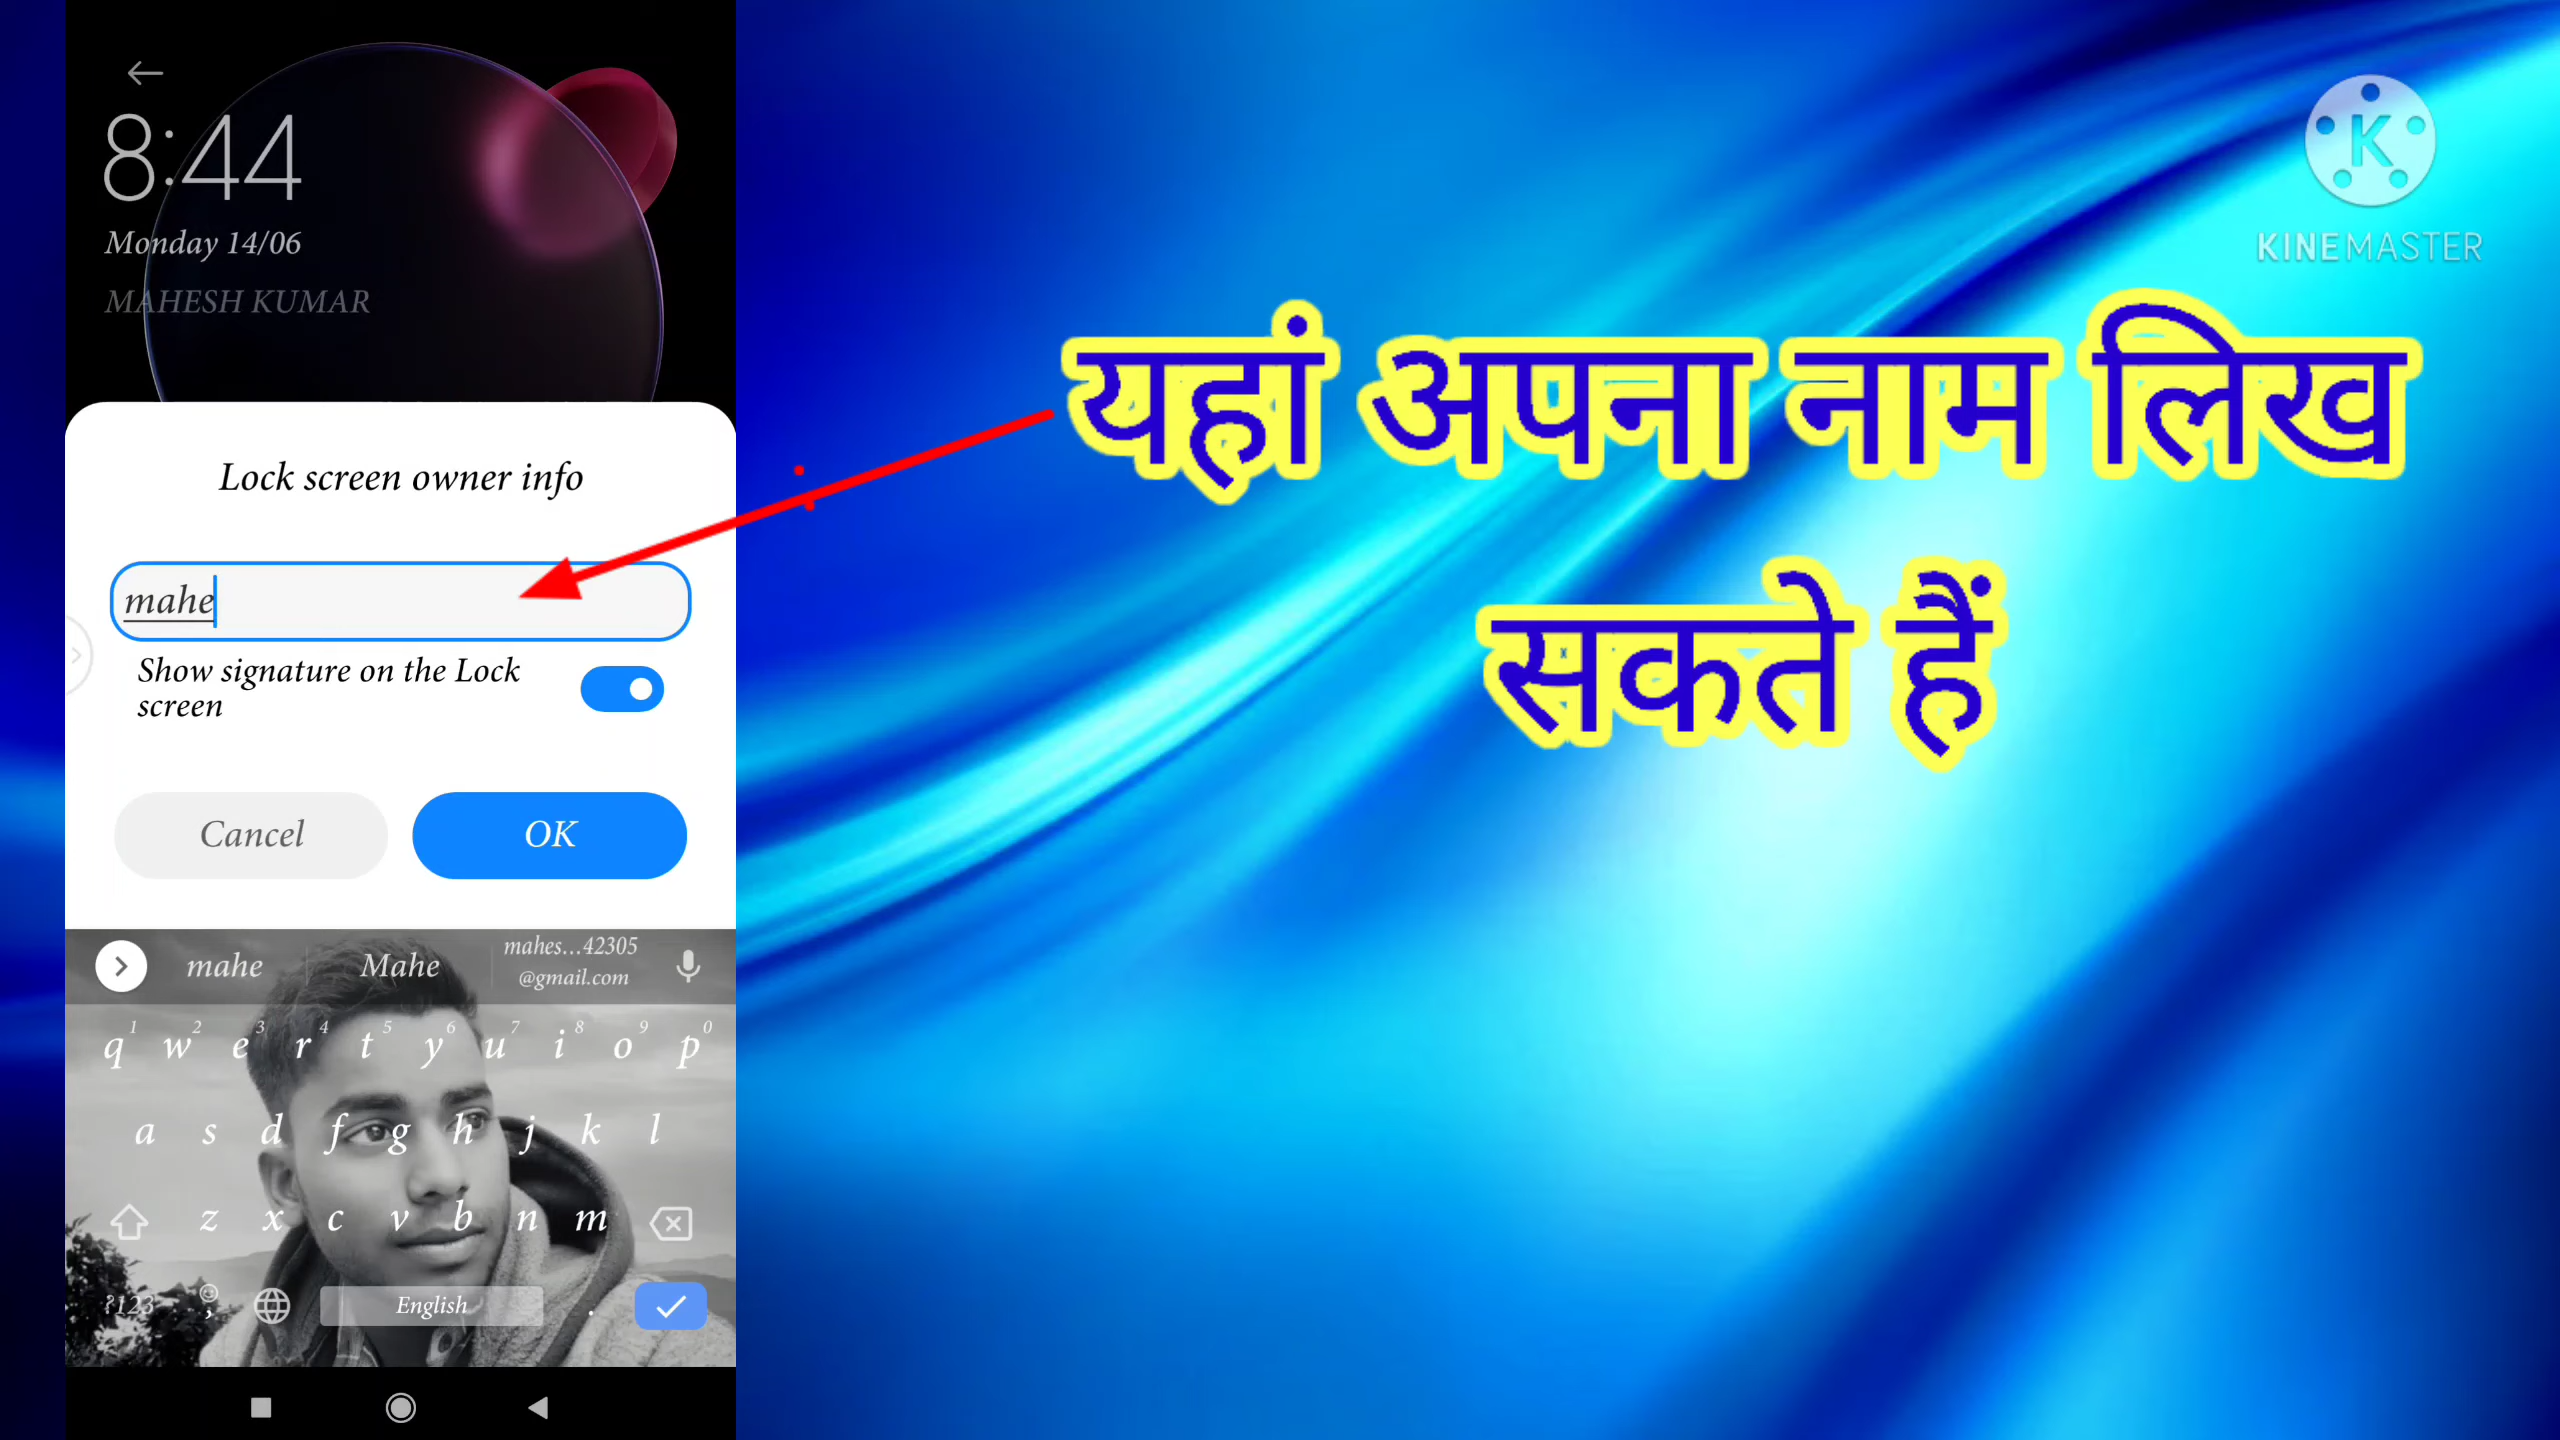 8:44
Monday 14/06
MAHESH KUMAR
Lock screen owner info
mahe
Show signature on the Lock
screen
Cancel
OK
mahe
Mahe
mahes...42305
@gmail.com
1 2 3 4 5 6 7 8 9 0
q w e r t y u i o p
a s d f g h j k l
z x c v b n m
?123 , English .
K
KINEMASTER
यहां अपना नाम लिख
सकते हैं